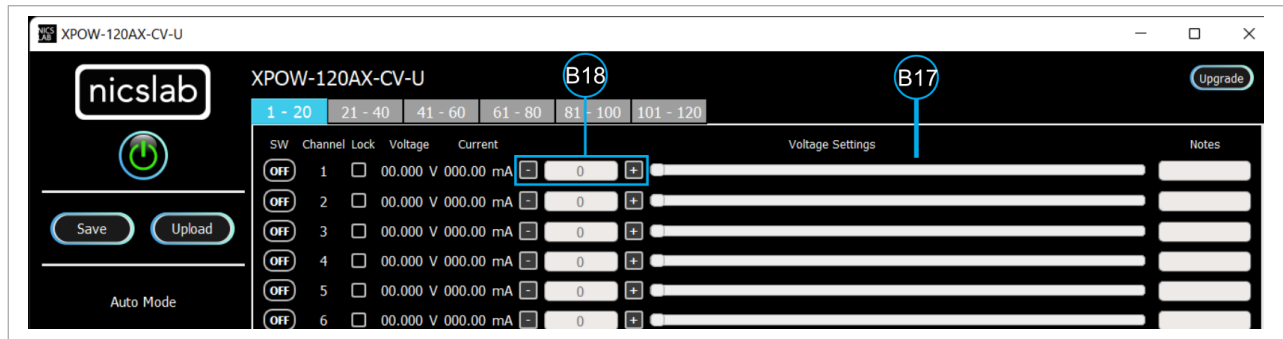 NICS LAB XPOW-120AX-CV-U
nicslab
XPOW-120AX-CV-U B18 B17 Upgrade
1 - 20 21 - 40 41 - 60 61 - 80 81 - 100 101 - 120
SW Channel Lock Voltage Current Voltage Settings Notes
OFF 1 00.000 V 000.00 mA - 0 +
OFF 2 00.000 V 000.00 mA - 0 +
Save Upload OFF 3 00.000 V 000.00 mA - 0 +
OFF 4 00.000 V 000.00 mA - 0 +
Auto Mode OFF 5 00.000 V 000.00 mA - 0 +
OFF 6 00.000 V 000.00 mA - 0 +